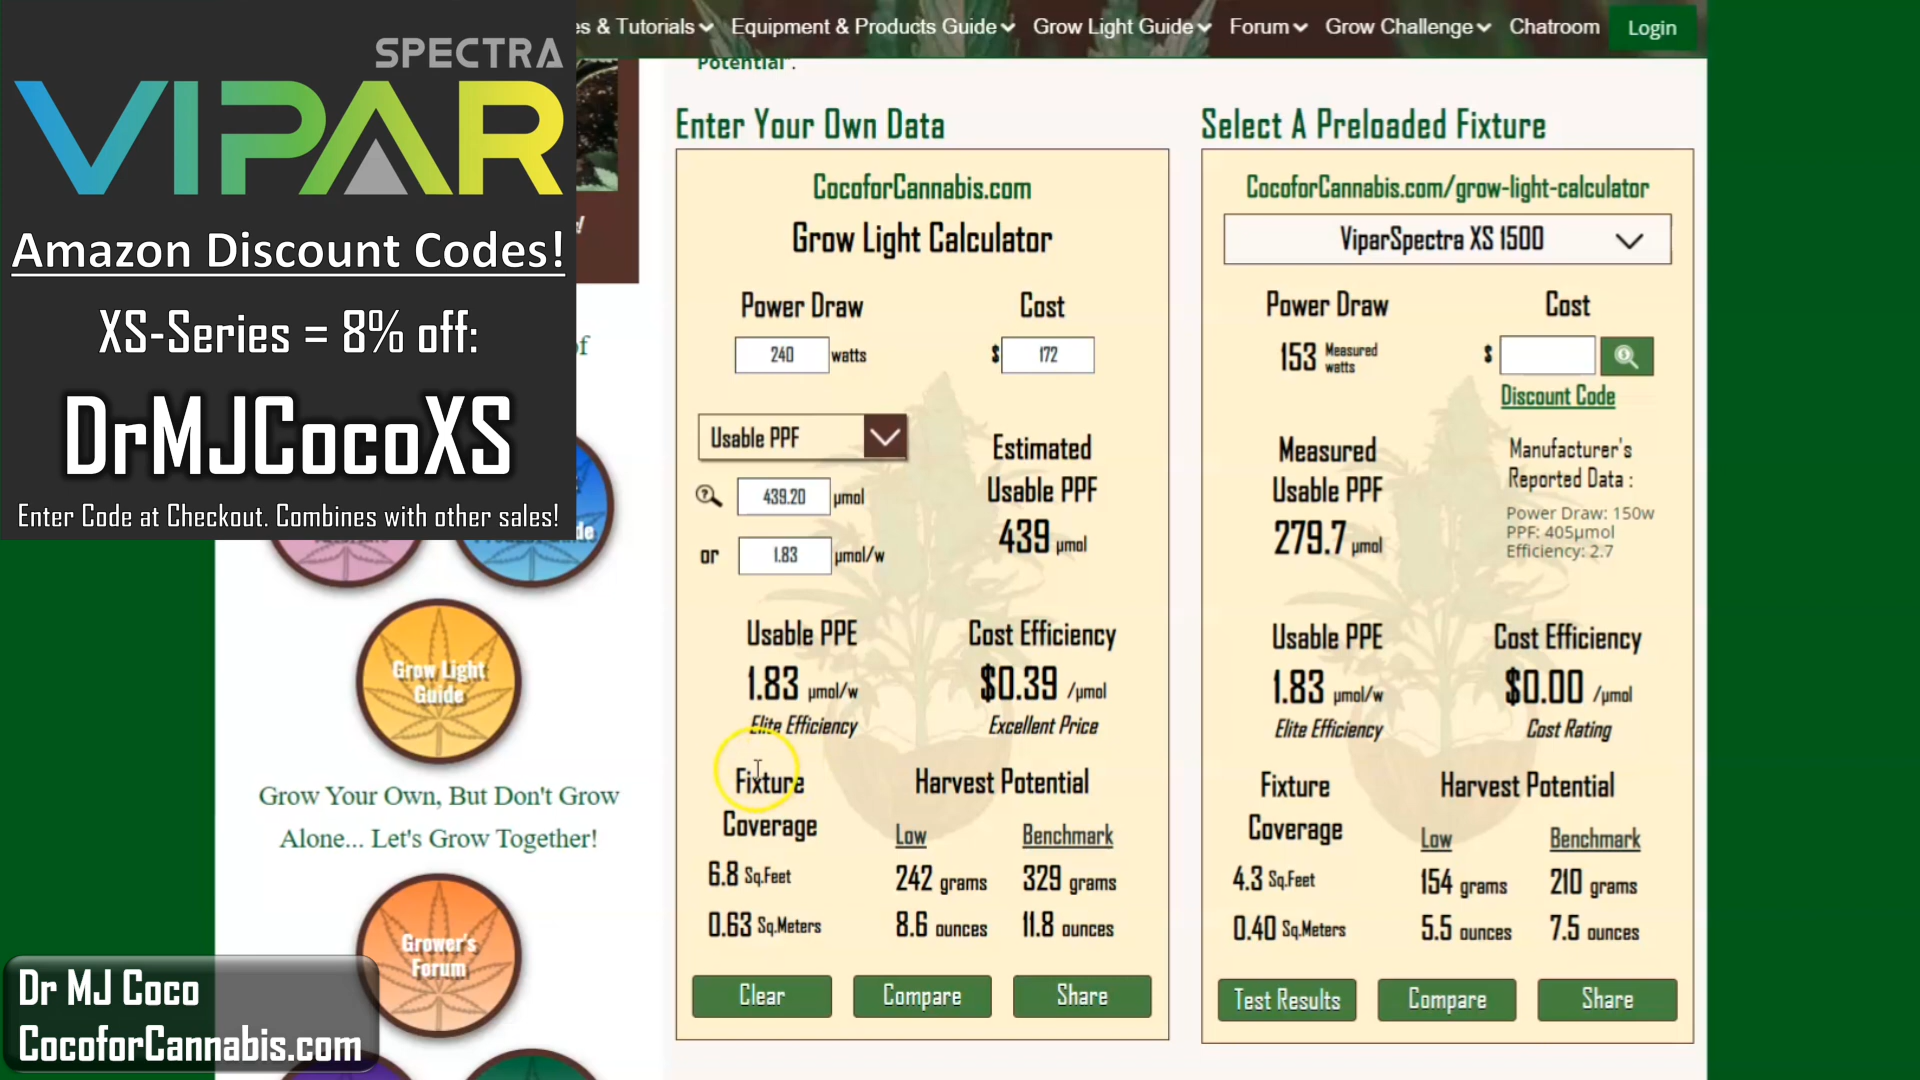 SPECTRA
VIPAR
Amazon Discount Codes!
XS-Series = 8% off:
DrMJCocoXS
Enter Code at Checkout. Combines with other sales!
es & Tutorials
Equipment & Products Guide
Grow Light Guide
Forum
Grow Challenge
Chatroom
Login
Potential".
Grow Light
Guide
Grow Your Own, But Don't Grow
Alone... Let's Grow Together!
Grower's
Forum
Dr MJ Coco
CocoforCannabis.com
Enter Your Own Data
CocoforCannabis.com
Grow Light Calculator
Power Draw
Cost
240 watts
$ 172
Usable PPF
Estimated
Usable PPF
439.20 µmol
439 µmol
or 1.83 µmol/w
Usable PPE
Cost Efficiency
1.83 µmol/w
$0.39 /µmol
Elite Efficiency
Excellent Price
Fixture
Coverage
Harvest Potential
Low
Benchmark
6.8 Sq.Feet
242 grams
329 grams
0.63 Sq.Meters
8.6 ounces
11.8 ounces
Clear
Compare
Share
Select A Preloaded Fixture
CocoforCannabis.com/grow-light-calculator
ViparSpectra XS 1500
Power Draw
Cost
153 Measured watts
$
Discount Code
Measured
Usable PPF
279.7 µmol
Manufacturer's
Reported Data :
Power Draw: 150w
PPF: 405µmol
Efficiency: 2.7
Usable PPE
Cost Efficiency
1.83 µmol/w
$0.00 /µmol
Elite Efficiency
Cost Rating
Fixture
Coverage
Harvest Potential
Low
Benchmark
4.3 Sq.Feet
154 grams
210 grams
0.40 Sq.Meters
5.5 ounces
7.5 ounces
Test Results
Compare
Share